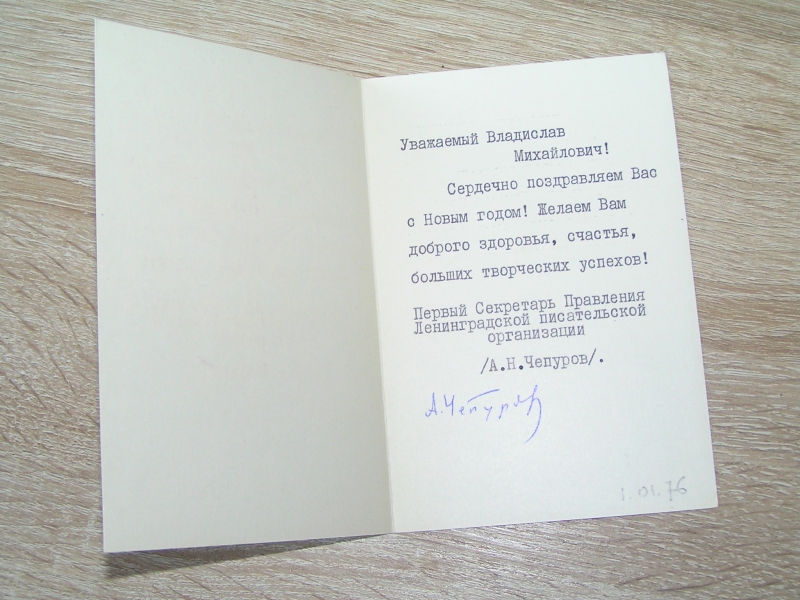 Уважаемый Владислав
Михайлович!
Сердечно поздравляем Вас
с Новым годом! Желаем Вам
доброго здоровья, счастья,
больших творческих успехов!
Первый Секретарь Правления
Ленинградской писательской
организации
/А.Н.Чепуров/.
А.Чепуров
1.01.76